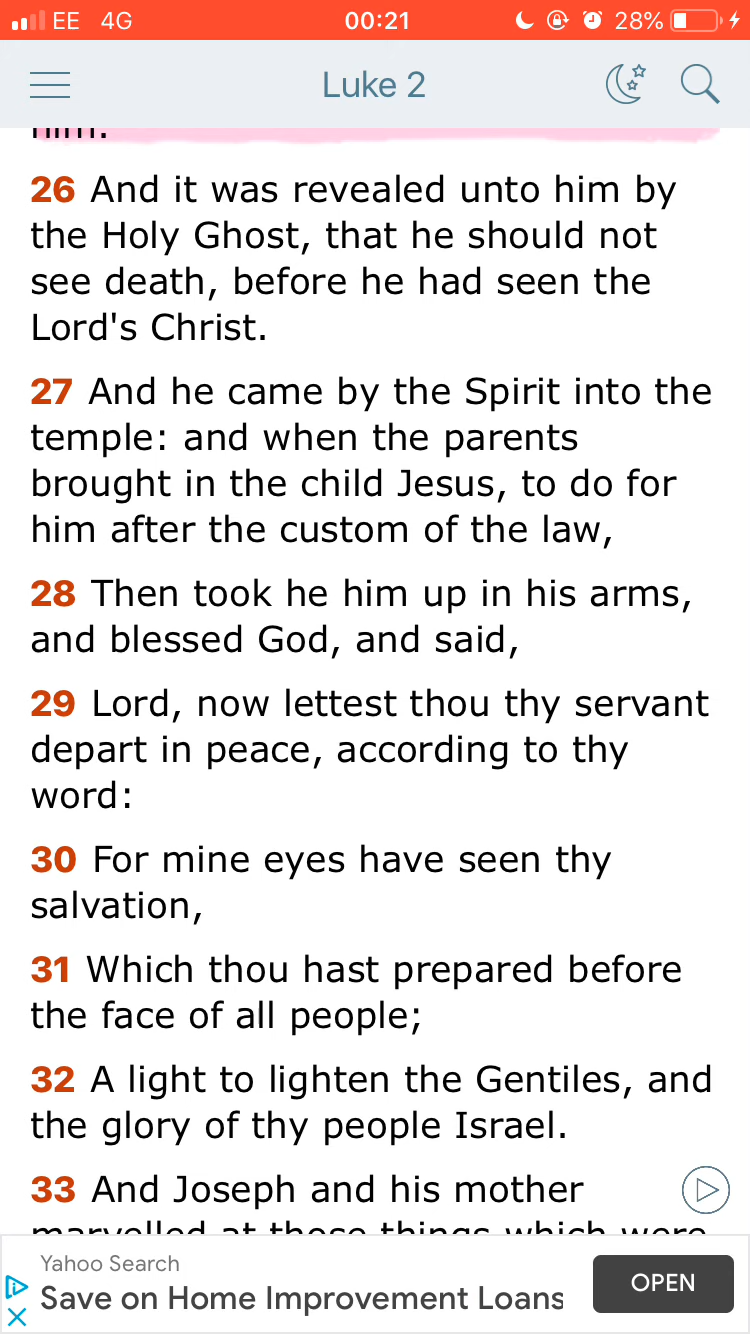 EE 4G 00:21 28%
Luke 2
him.
26 And it was revealed unto him by
the Holy Ghost, that he should not
see death, before he had seen the
Lord's Christ.
27 And he came by the Spirit into the
temple: and when the parents
brought in the child Jesus, to do for
him after the custom of the law,
28 Then took he him up in his arms,
and blessed God, and said,
29 Lord, now lettest thou thy servant
depart in peace, according to thy
word:
30 For mine eyes have seen thy
salvation,
31 Which thou hast prepared before
the face of all people;
32 A light to lighten the Gentiles, and
the glory of thy people Israel.
33 And Joseph and his mother
marvelled at those things which were
Yahoo Search
Save on Home Improvement Loans
OPEN